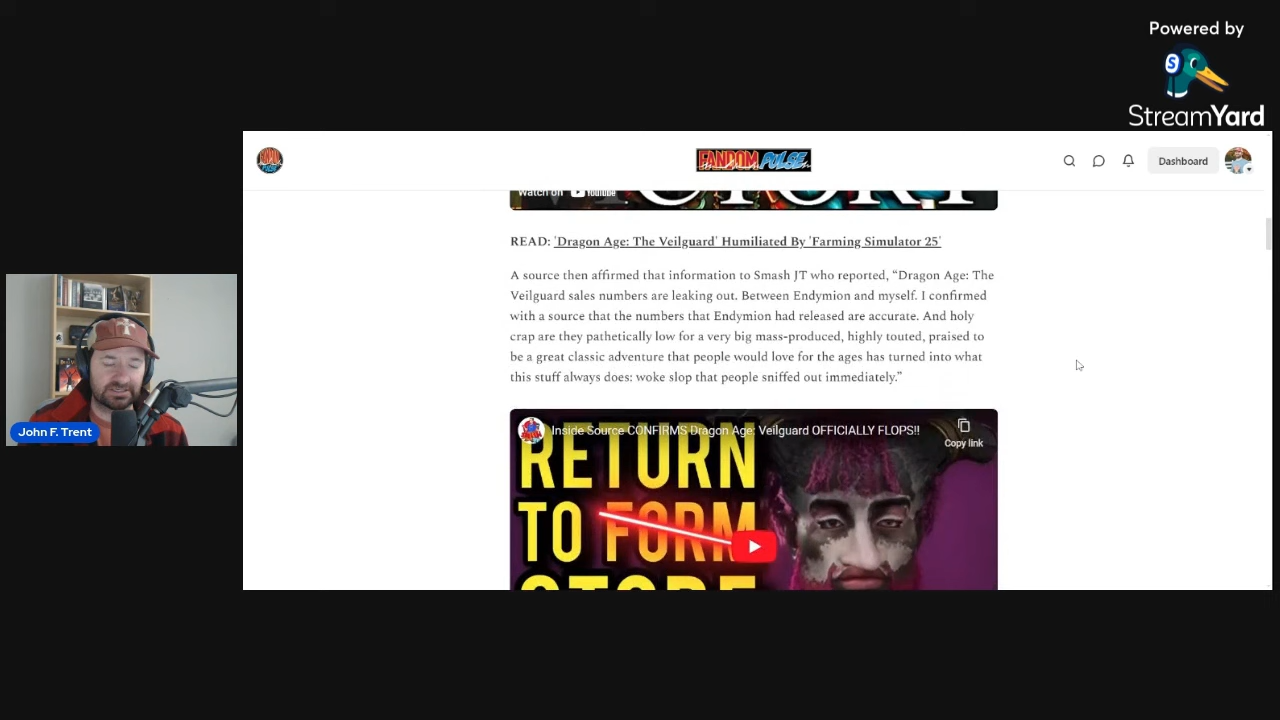 Powered by
S
StreamYard
FANDOM PULSE
Dashboard
Watch on YouTube
READ: 'Dragon Age: The Veilguard' Humiliated By 'Farming Simulator 25'
A source then affirmed that information to Smash JT who reported, “Dragon Age: The
Veilguard sales numbers are leaking out. Between Endymion and myself. I confirmed
with a source that the numbers that Endymion had released are accurate. And holy
crap are they pathetically low for a very big mass-produced, highly touted, praised to
be a great classic adventure that people would love for the ages has turned into what
this stuff always does: woke slop that people sniffed out immediately.”
Inside Source CONFIRMS Dragon Age: Veilguard OFFICIALLY FLOPS!!
Copy link
RETURN
TO FORM
John F. Trent